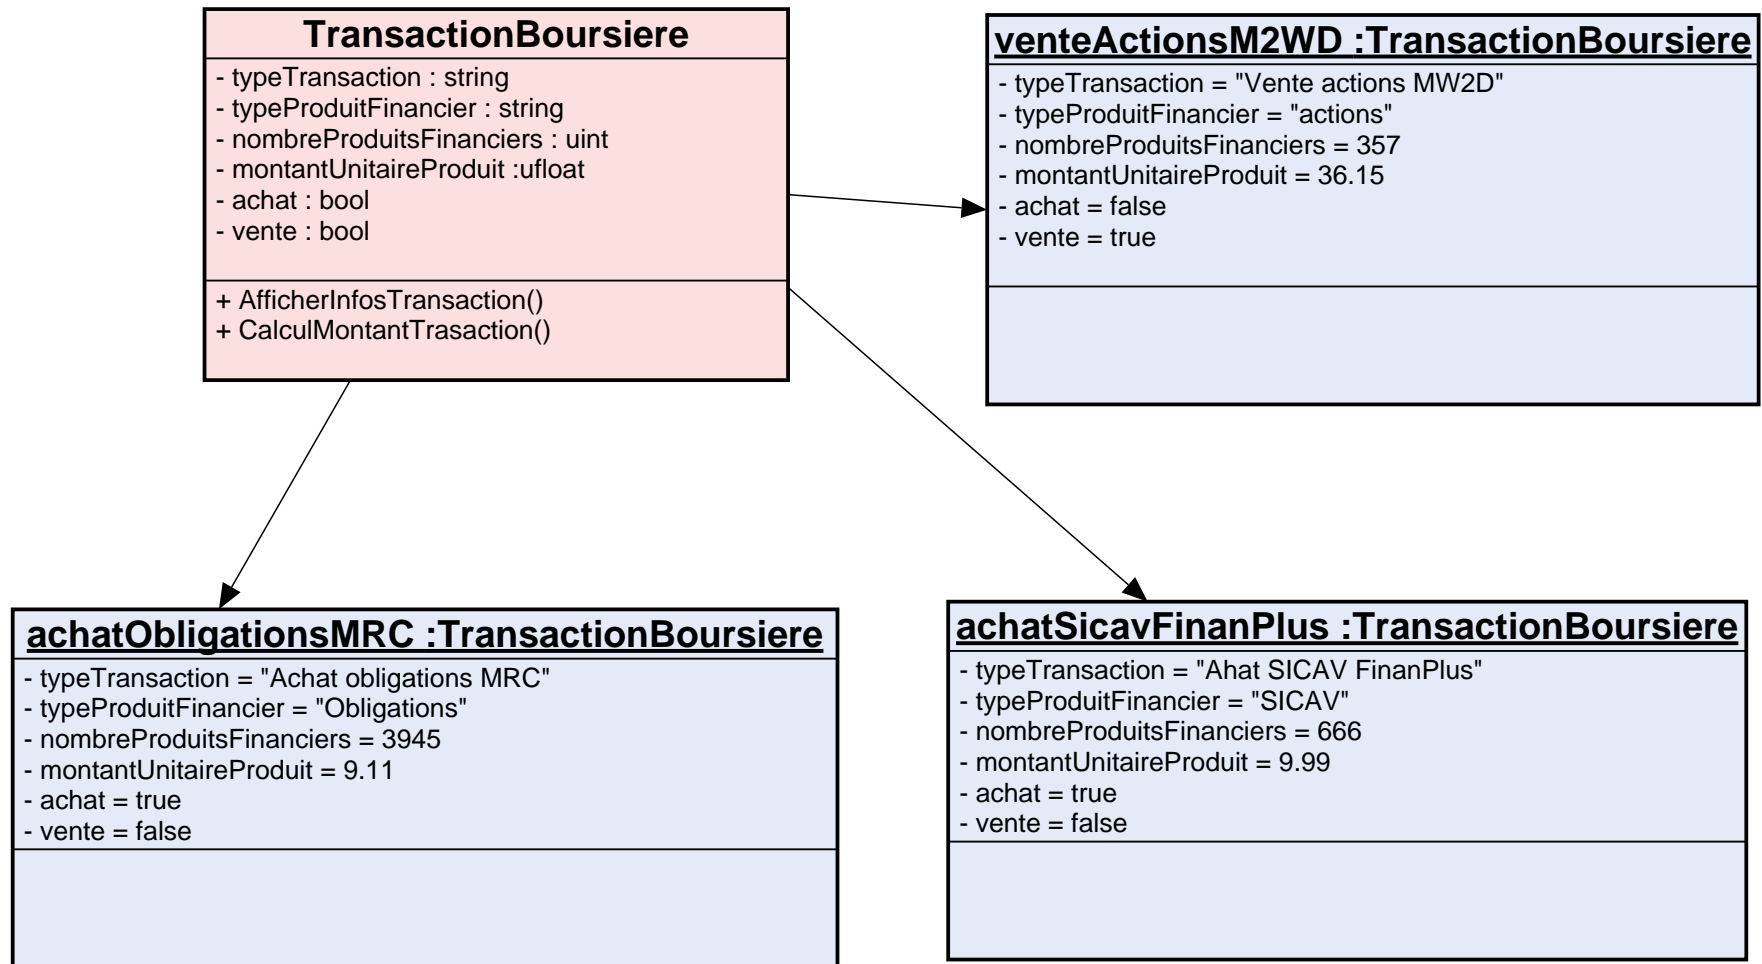 TransactionBoursiere
- typeTransaction : string
- typeProduitFinancier : string
- nombreProduitsFinanciers : uint
- montantUnitaireProduit :ufloat
- achat : bool
- vente : bool
+ AfficherInfosTransaction()
+ CalculMontantTrasaction()
venteActionsM2WD :TransactionBoursiere
- typeTransaction = "Vente actions MW2D"
- typeProduitFinancier = "actions"
- nombreProduitsFinanciers = 357
- montantUnitaireProduit = 36.15
- achat = false
- vente = true
achatObligationsMRC :TransactionBoursiere
- typeTransaction = "Achat obligations MRC"
- typeProduitFinancier = "Obligations"
- nombreProduitsFinanciers = 3945
- montantUnitaireProduit = 9.11
- achat = true
- vente = false
achatSicavFinanPlus :TransactionBoursiere
- typeTransaction = "Ahat SICAV FinanPlus"
- typeProduitFinancier = "SICAV"
- nombreProduitsFinanciers = 666
- montantUnitaireProduit = 9.99
- achat = true
- vente = false